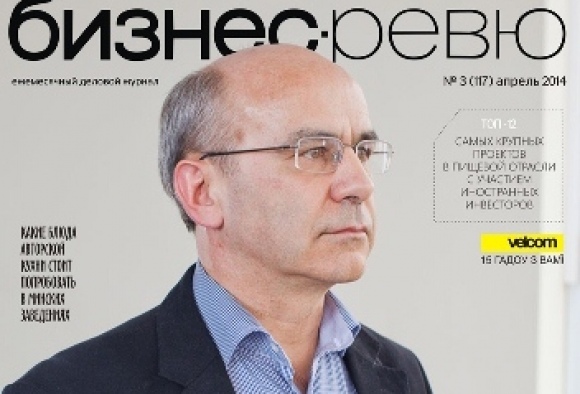 бизнес·ревю
ежемесячный деловой журнал
№ 3 (117) апрель 2014
ТОП-12
САМЫХ КРУПНЫХ
ПРОЕКТОВ
В ПИЩЕВОЙ ОТРАСЛИ
С УЧАСТИЕМ
ИНОСТРАННЫХ
ИНВЕСТОРОВ
velcom
15 ГАДОЎ З ВАМІ
КАКИЕ БЛЮДА
АВТОРСКОЙ
КУХНИ СТОИТ
ПОПРОБОВАТЬ
В МИНСКИХ
ЗАВЕДЕНИЯХ